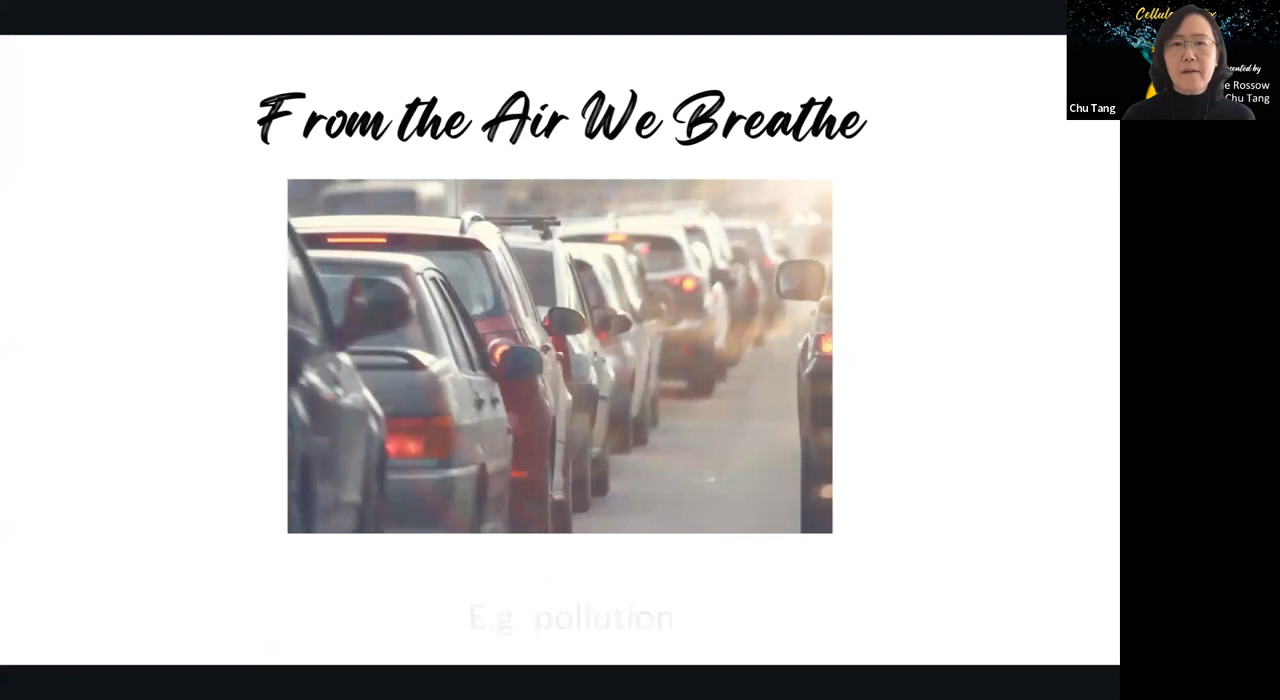 From the Air We Breathe
E.g. pollution
Chu Tang
Rossow
Chu Tang